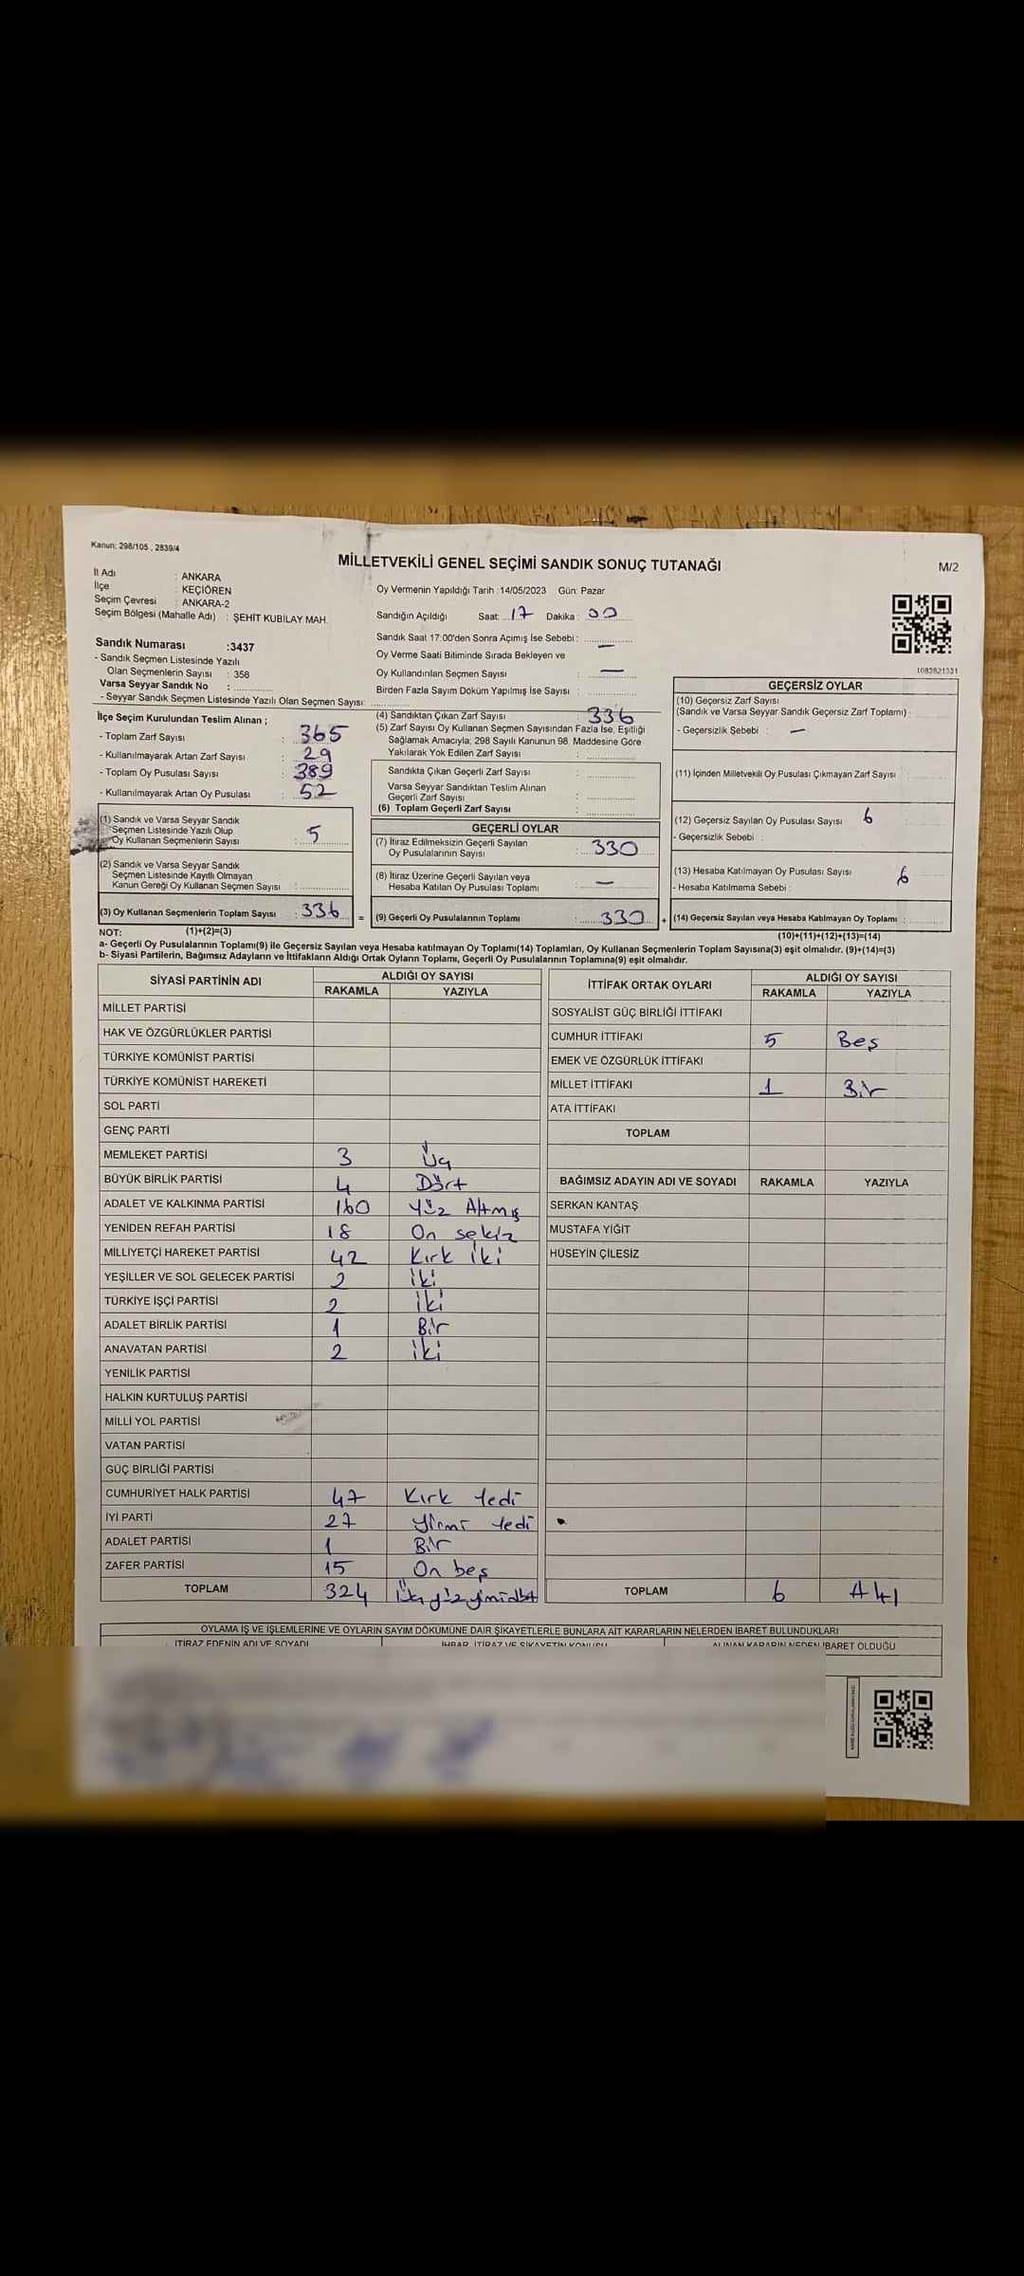 Kanun: 298/105 , 2839/4
MİLLETVEKİLİ GENEL SEÇİMİ SANDIK SONUÇ TUTANAĞI
M/2
İl Adı : ANKARA
İlçe : KEÇİÖREN
Seçim Çevresi : ANKARA-2
Seçim Bölgesi (Mahalle Adı) : ŞEHİT KUBİLAY MAH.
Sandık Numarası :3437
- Sandık Seçmen Listesinde Yazılı
Olan Seçmenlerin Sayısı : 358
Varsa Seyyar Sandık No :
- Seyyar Sandık Seçmen Listesinde Yazılı Olan Seçmen Sayısı:
İlçe Seçim Kurulundan Teslim Alınan ;
- Toplam Zarf Sayısı : 365
- Kullanılmayarak Artan Zarf Sayısı : 29
- Toplam Oy Pusulası Sayısı : 389
- Kullanılmayarak Artan Oy Pusulası : 52
(1) Sandık ve Varsa Seyyar Sandık
Seçmen Listesinde Yazılı Olup
Oy Kullanan Seçmenlerin Sayısı : 5
(2) Sandık ve Varsa Seyyar Sandık
Seçmen Listesinde Kayıtlı Olmayan
Kanun Gereği Oy Kullanan Seçmen Sayısı :
(3) Oy Kullanan Seçmenlerin Toplam Sayısı : 336 =
Oy Vermenin Yapıldığı Tarih :14/05/2023 Gün: Pazar
Sandığın Açıldığı Saat: 17 Dakika : 00
Sandık Saat 17:00'den Sonra Açımış İse Sebebi : —
Oy Verme Saati Bitiminde Sırada Bekleyen ve
Oy Kullandırılan Seçmen Sayısı : —
Birden Fazla Sayım Döküm Yapılmış İse Sayısı :
(4) Sandıktan Çıkan Zarf Sayısı : 336
(5) Zarf Sayısı Oy Kullanan Seçmen Sayısından Fazla İse, Eşitliği
Sağlamak Amacıyla; 298 Sayılı Kanunun 98. Maddesine Göre
Yakılarak Yok Edilen Zarf Sayısı :
Sandıkta Çıkan Geçerli Zarf Sayısı :
Varsa Seyyar Sandıktan Teslim Alınan
Geçerli Zarf Sayısı :
(6) Toplam Geçerli Zarf Sayısı :
GEÇERLİ OYLAR
(7) İtiraz Edilmeksizin Geçerli Sayılan
Oy Pusulalarının Sayısı : 330
(8) İtiraz Üzerine Geçerli Sayılan veya
Hesaba Katılan Oy Pusulası Toplamı : —
(9) Geçerli Oy Pusulalarının Toplamı : 330 +
1083821331
GEÇERSİZ OYLAR
(10) Geçersiz Zarf Sayısı
(Sandık ve Varsa Seyyar Sandık Geçersiz Zarf Toplamı) :
- Geçersizlik Sebebi : —
(11) İçinden Milletvekili Oy Pusulası Çıkmayan Zarf Sayısı
(12) Geçersiz Sayılan Oy Pusulası Sayısı 6
- Geçersizlik Sebebi :
(13) Hesaba Katılmayan Oy Pusulası Sayısı 6
- Hesaba Katılmama Sebebi :
(14) Geçersiz Sayılan veya Hesaba Katılmayan Oy Toplamı :
NOT: (1)+(2)=(3)
(10)+(11)+(12)+(13)=(14)
a- Geçerli Oy Pusulalarının Toplamı(9) ile Geçersiz Sayılan veya Hesaba katılmayan Oy Toplamı(14) Toplamları, Oy Kullanan Seçmenlerin Toplam Sayısına(3) eşit olmalıdır. (9)+(14)=(3)
b- Siyasi Partilerin, Bağımsız Adayların ve İttifakların Aldığı Ortak Oyların Toplamı, Geçerli Oy Pusulalarının Toplamına(9) eşit olmalıdır.
SİYASİ PARTİNİN ADI ALDIĞI OY SAYISI
RAKAMLA YAZIYLA
MİLLET PARTİSİ
HAK VE ÖZGÜRLÜKLER PARTİSİ
TÜRKİYE KOMÜNİST PARTİSİ
TÜRKİYE KOMÜNİST HAREKETİ
SOL PARTİ
GENÇ PARTİ
MEMLEKET PARTİSİ 3 Üç
BÜYÜK BİRLİK PARTİSİ 4 Dört
ADALET VE KALKINMA PARTİSİ 160 Yüz Altmış
YENİDEN REFAH PARTİSİ 18 On sekiz
MİLLİYETÇİ HAREKET PARTİSİ 42 Kırk iki
YEŞİLLER VE SOL GELECEK PARTİSİ 2 iki
TÜRKİYE İŞÇİ PARTİSİ 2 iki
ADALET BİRLİK PARTİSİ 1 Bir
ANAVATAN PARTİSİ 2 iki
YENİLİK PARTİSİ
HALKIN KURTULUŞ PARTİSİ
MİLLİ YOL PARTİSİ
VATAN PARTİSİ
GÜÇ BİRLİĞİ PARTİSİ
CUMHURİYET HALK PARTİSİ 47 Kırk Yedi
İYİ PARTİ 27 Yirmi Yedi
ADALET PARTİSİ 1 Bir
ZAFER PARTİSİ 15 On beş
TOPLAM 324
İTTİFAK ORTAK OYLARI ALDIĞI OY SAYISI
RAKAMLA YAZIYLA
SOSYALİST GÜÇ BİRLİĞİ İTTİFAKI
CUMHUR İTTİFAKI 5 Beş
EMEK VE ÖZGÜRLÜK İTTİFAKI
MİLLET İTTİFAKI 1 Bir
ATA İTTİFAKI
TOPLAM
BAĞIMSIZ ADAYIN ADI VE SOYADI RAKAMLA YAZIYLA
SERKAN KANTAŞ
MUSTAFA YİĞİT
HÜSEYİN ÇİLESİZ
TOPLAM 6 Altı
OYLAMA İŞ VE İŞLEMLERİNE VE OYLARIN SAYIM DÖKÜMÜNE DAİR ŞİKAYETLERLE BUNLARA AİT KARARLARIN NELERDEN İBARET BULUNDUKLARI
İTİRAZ EDENİN ADI VE SOYADI İHBAR, İTİRAZ VE ŞİKAYETİN KONUSU ALINAN KARARIN NEDEN İBARET OLDUĞU